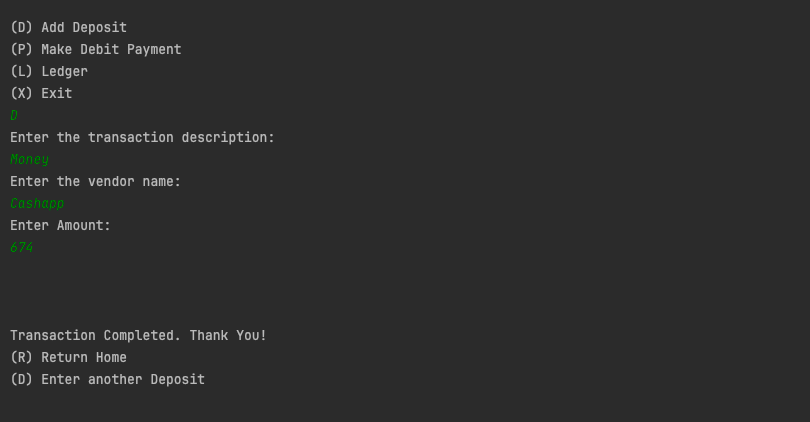 (D) Add Deposit
(P) Make Debit Payment
(L) Ledger
(X) Exit
D
Enter the transaction description:
Money
Enter the vendor name:
Cashapp
Enter Amount:
674
Transaction Completed. Thank You!
(R) Return Home
(D) Enter another Deposit